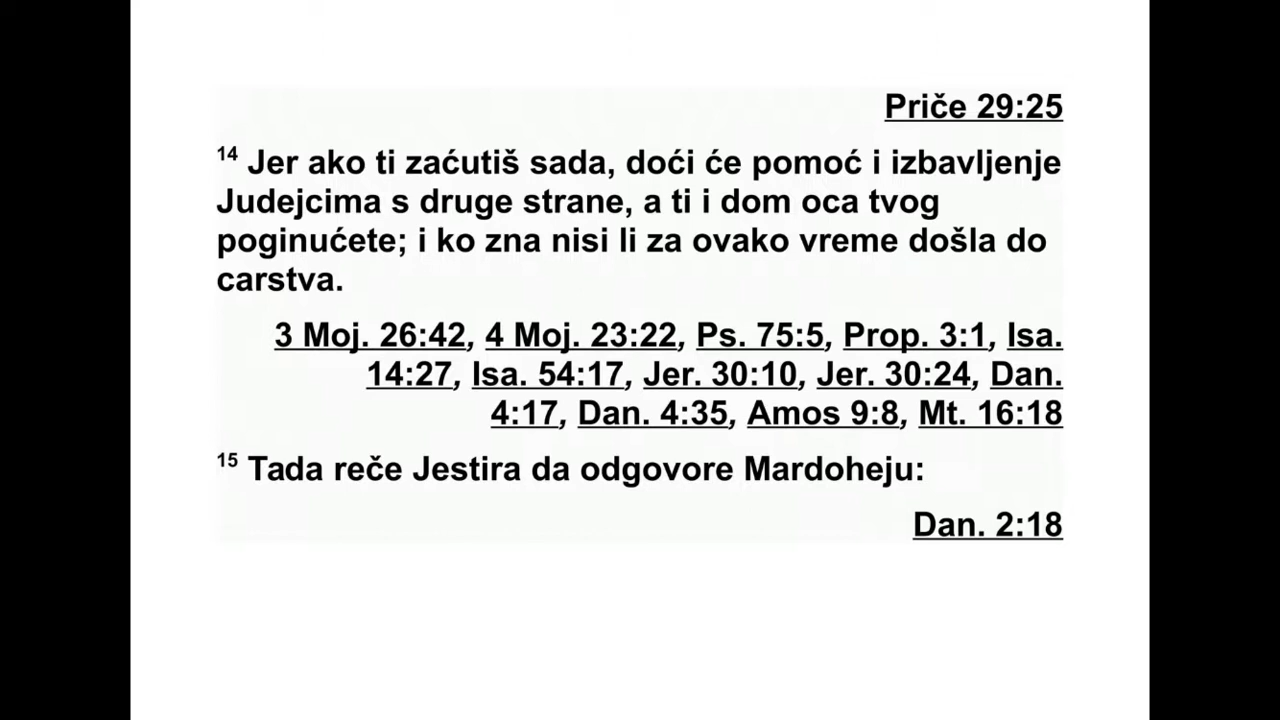 Priče 29:25
14 Jer ako ti zaćutiš sada, doći će pomoć i izbavljenje
Judejcima s druge strane, a ti i dom oca tvog
poginućete; i ko zna nisi li za ovako vreme došla do
carstva.
3 Moj. 26:42, 4 Moj. 23:22, Ps. 75:5, Prop. 3:1, Isa.
14:27, Isa. 54:17, Jer. 30:10, Jer. 30:24, Dan.
4:17, Dan. 4:35, Amos 9:8, Mt. 16:18
15 Tada reče Jestira da odgovore Mardoheju:
Dan. 2:18